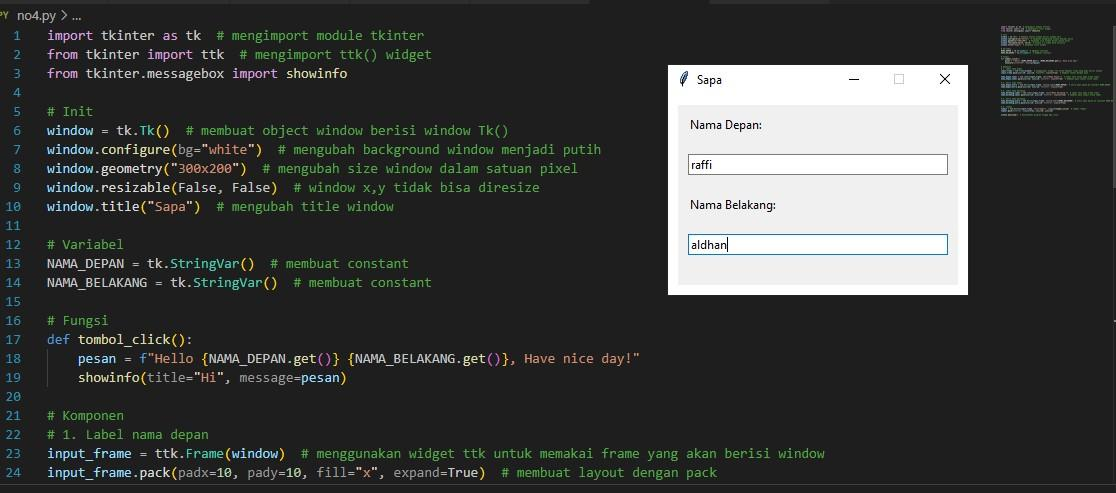 PY no4.py > ...
1 import tkinter as tk  # mengimport module tkinter
2 from tkinter import ttk  # mengimport ttk() widget
3 from tkinter.messagebox import showinfo
4
5 # Init
6 window = tk.Tk()  # membuat object window berisi window Tk()
7 window.configure(bg="white")  # mengubah background window menjadi putih
8 window.geometry("300x200")  # mengubah size window dalam satuan pixel
9 window.resizable(False, False)  # window x,y tidak bisa diresize
10 window.title("Sapa")  # mengubah title window
11
12 # Variabel
13 NAMA_DEPAN = tk.StringVar()  # membuat constant
14 NAMA_BELAKANG = tk.StringVar()  # membuat constant
15
16 # Fungsi
17 def tombol_click():
18     pesan = f"Hello {NAMA_DEPAN.get()} {NAMA_BELAKANG.get()}, Have nice day!"
19     showinfo(title="Hi", message=pesan)
20
21 # Komponen
22 # 1. Label nama depan
23 input_frame = ttk.Frame(window)  # menggunakan widget ttk untuk memakai frame yang akan berisi window
24 input_frame.pack(padx=10, pady=10, fill="x", expand=True)  # membuat layout dengan pack
Sapa
Nama Depan:
raffi
Nama Belakang:
aldhan